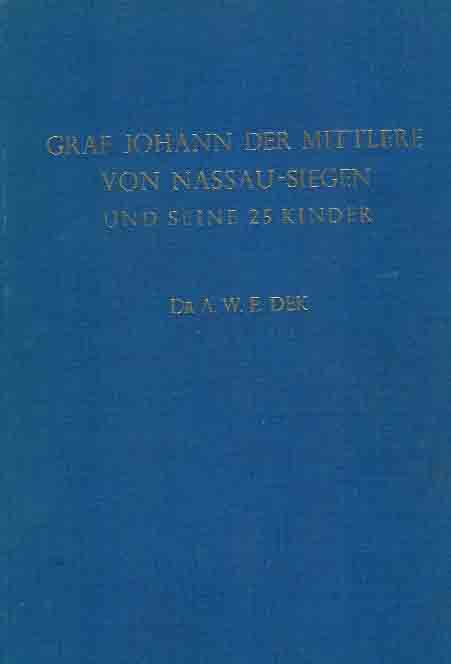 GRAF JOHANN DER MITTLERE
VON NASSAU-SIEGEN
UND SEINE 25 KINDER
DR A. W. E. DEK